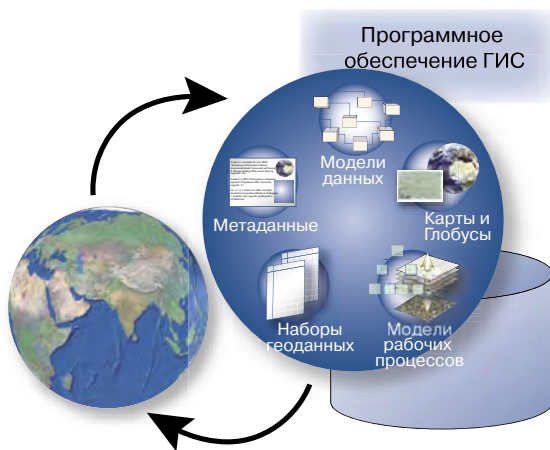 Программное
обеспечение ГИС
Модели
данных
Метаданные
Карты и
Глобусы
Наборы
геоданных
Модели
рабочих
процессов